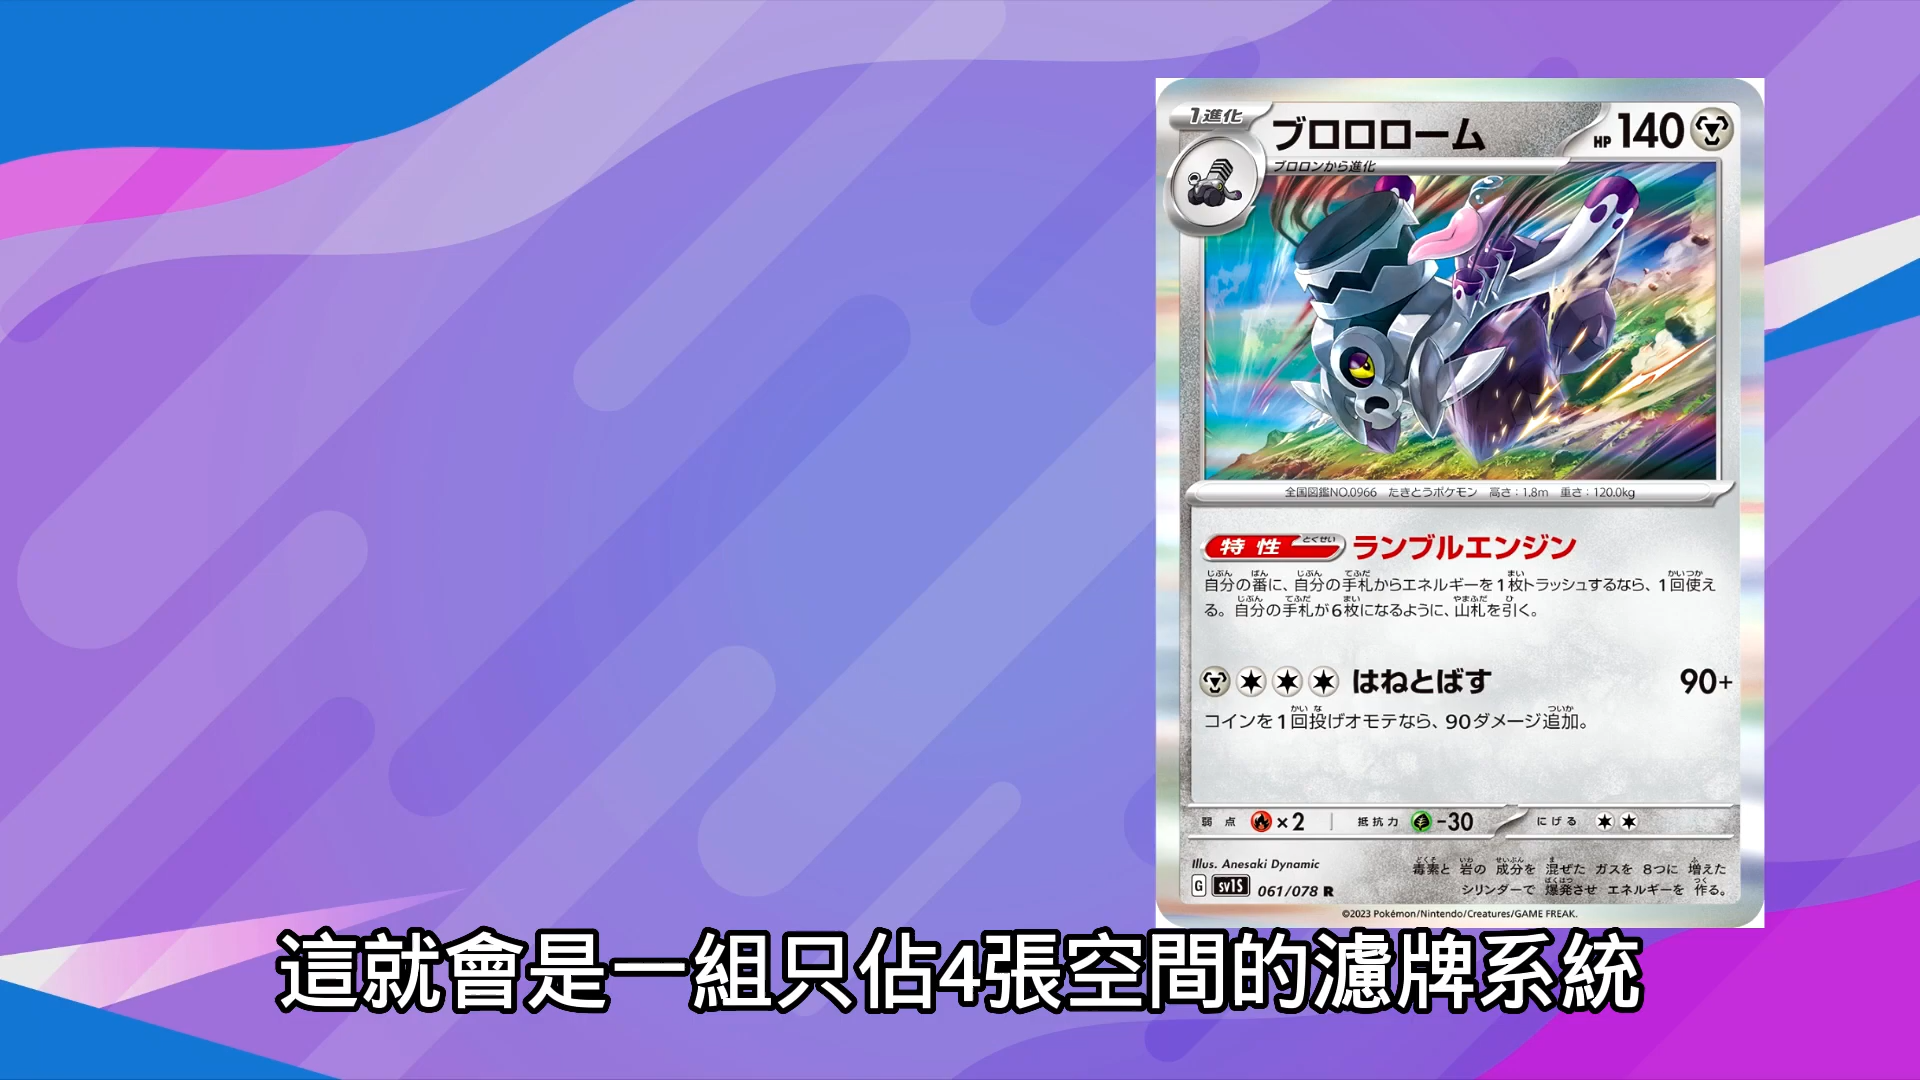 1進化
ブロロローム
HP 140
ブロロンから進化
全国図鑑NO.0966 たきとうポケモン 高さ:1.8m 重さ:120.0kg
特性 とくせい ランブルエンジン
自分の番に、自分の手札からエネルギーを1枚トラッシュするなら、1回使え
る。自分の手札が6枚になるように、山札を引く。
はねとばす 90+
コインを1回投げオモテなら、90ダメージ追加。
弱点 ×2 抵抗力 -30 にげる
Illus. Anesaki Dynamic
毒素と 岩の 成分を 混ぜた ガスを 8つに 増えた
シリンダーで 爆発させ エネルギーを 作る。
G sv1S 061/078 R
©2023 Pokémon/Nintendo/Creatures/GAME FREAK.
這就會是一組只佔4張空間的濾牌系統